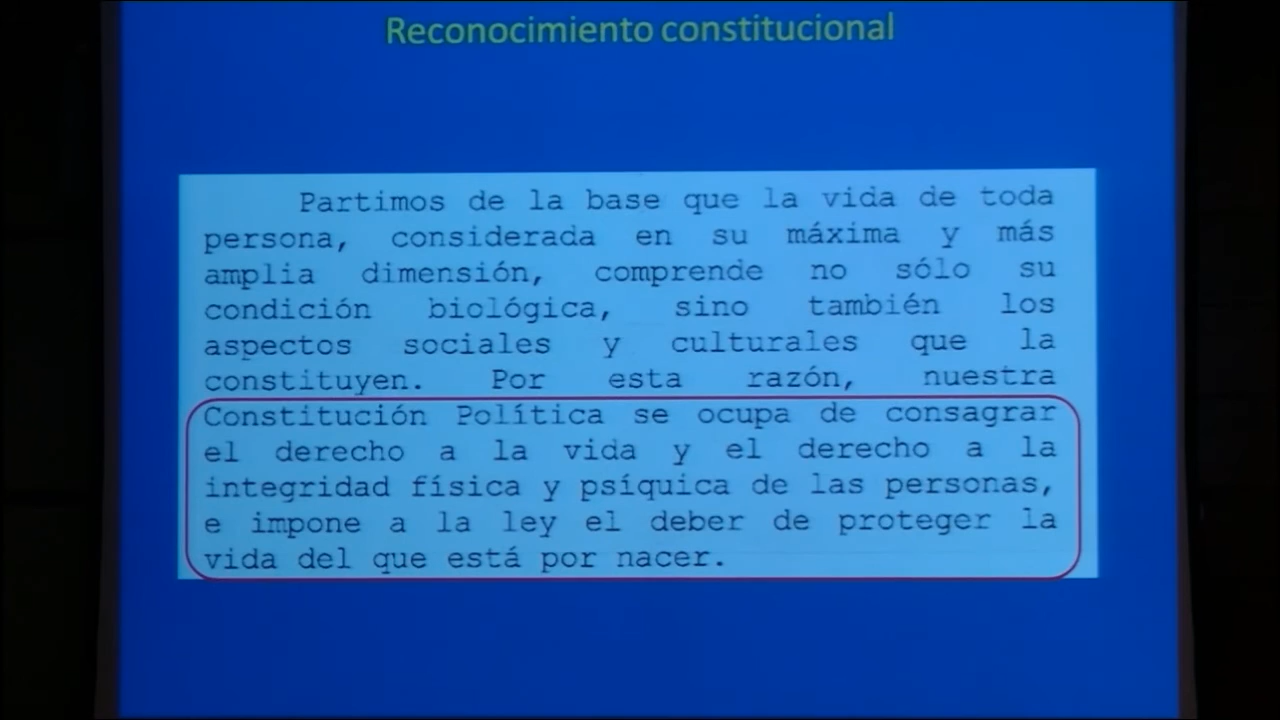 Reconocimiento constitucional
Partimos de la base que la vida de toda
persona, considerada en su máxima y más
amplia dimensión, comprende no sólo su
condición biológica, sino también los
aspectos sociales y culturales que la
constituyen. Por esta razón, nuestra
Constitución Política se ocupa de consagrar
el derecho a la vida y el derecho a la
integridad física y psíquica de las personas,
e impone a la ley el deber de proteger la
vida del que está por nacer.